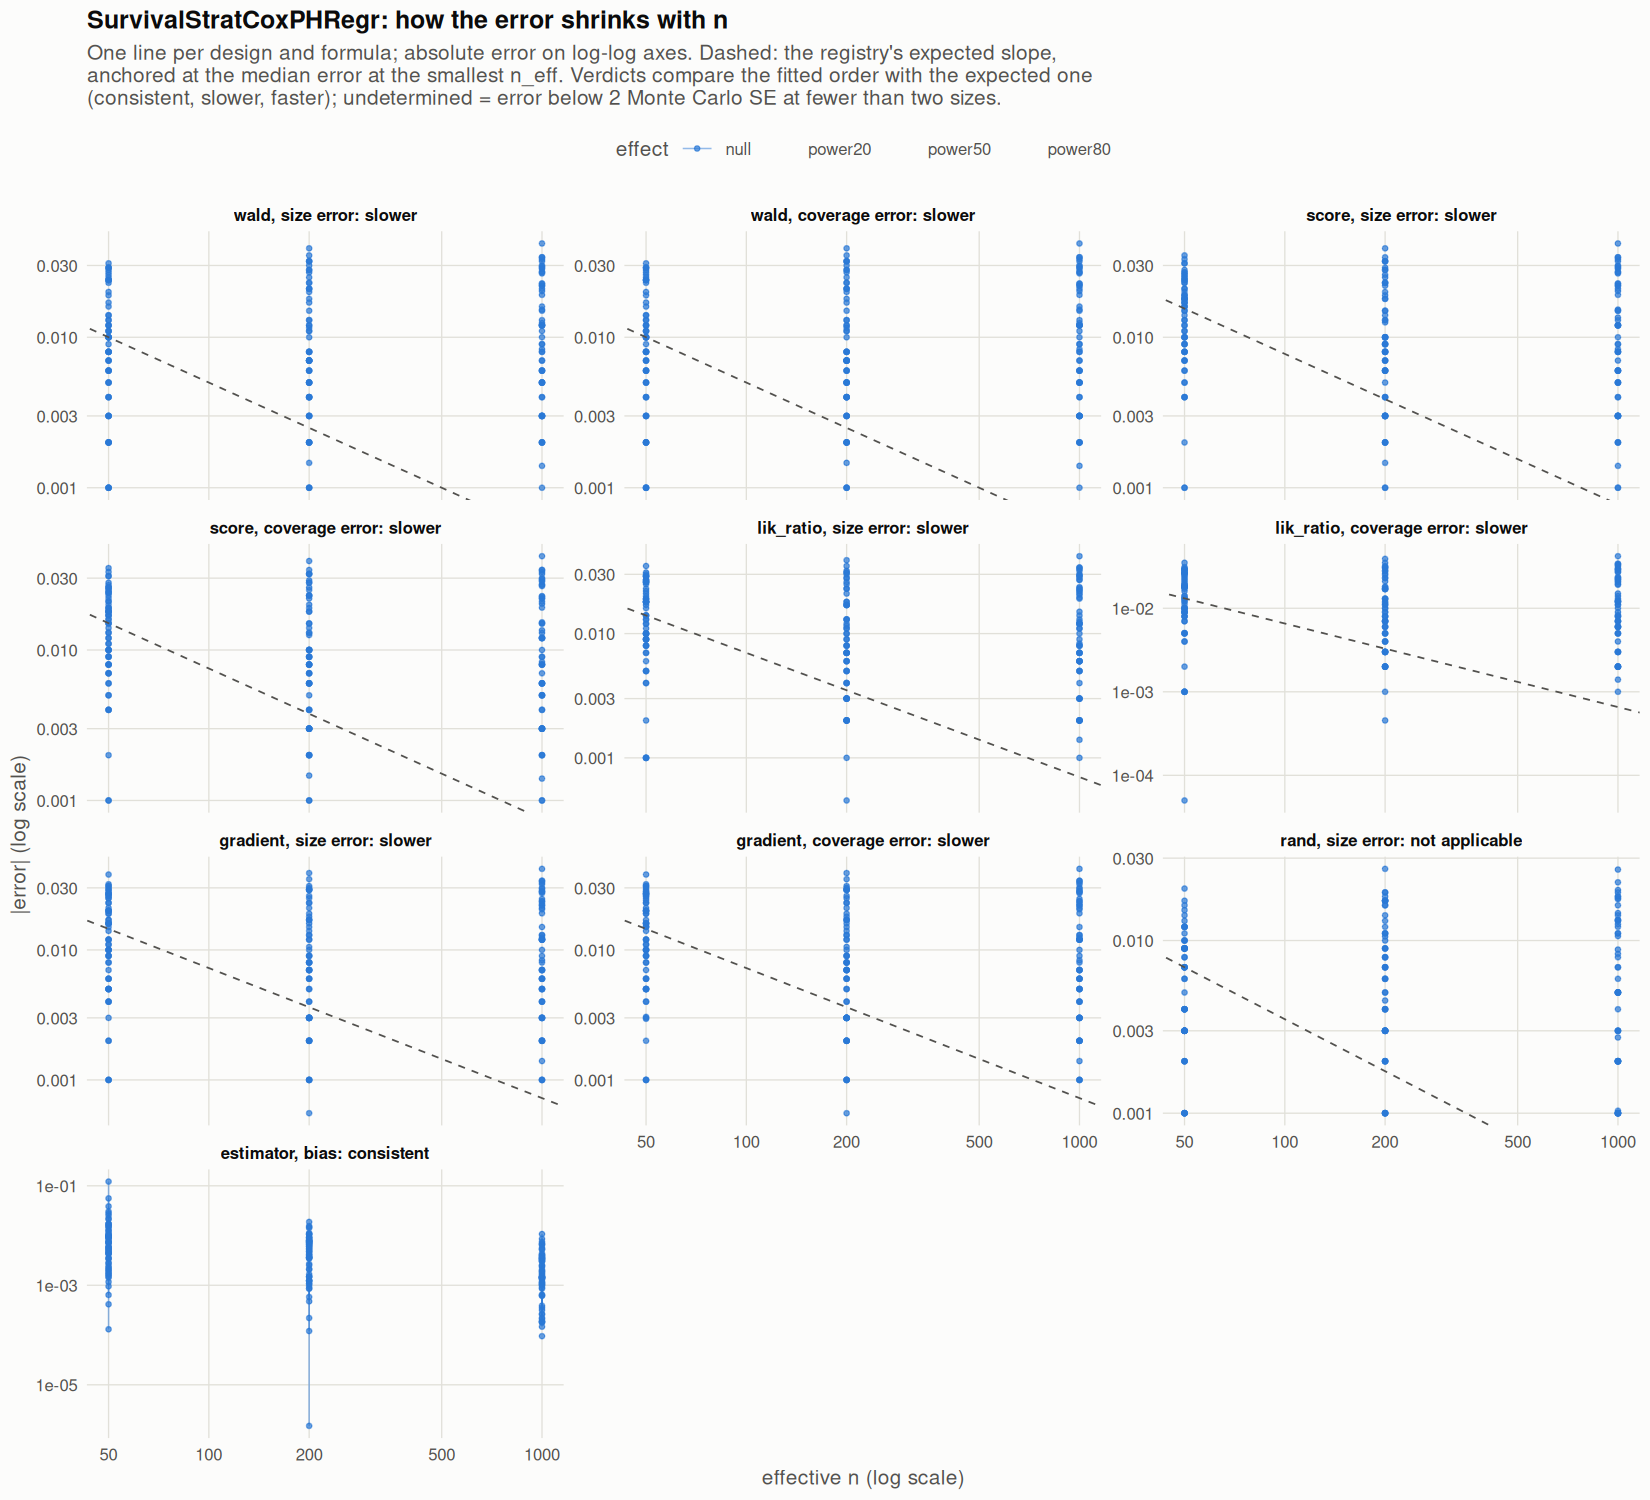 SurvivalStratCoxPHRegr: how the error shrinks with n
One line per design and formula; absolute error on log-log axes. Dashed: the registry's expected slope,
anchored at the median error at the smallest n_eff. Verdicts compare the fitted order with the expected one
(consistent, slower, faster); undetermined = error below 2 Monte Carlo SE at fewer than two sizes.
effect null power20 power50 power80
wald, size error: slower
0.030
0.010
0.003
0.001
wald, coverage error: slower
0.030
0.010
0.003
0.001
score, size error: slower
0.030
0.010
0.003
0.001
score, coverage error: slower
0.030
0.010
0.003
0.001
lik_ratio, size error: slower
0.030
0.010
0.003
0.001
lik_ratio, coverage error: slower
1e-02
1e-03
1e-04
gradient, size error: slower
0.030
0.010
0.003
0.001
gradient, coverage error: slower
0.030
0.010
0.003
0.001
50 100 200 500 1000
rand, size error: not applicable
0.030
0.010
0.003
0.001
50 100 200 500 1000
estimator, bias: consistent
1e-01
1e-03
1e-05
50 100 200 500 1000
|error| (log scale)
effective n (log scale)